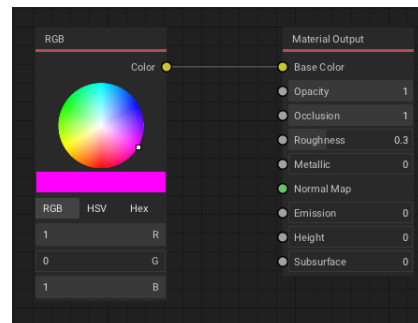 RGB
Color
RGB HSV Hex
1 R
0 G
1 B
Material Output
Base Color
Opacity 1
Occlusion 1
Roughness 0.3
Metallic 0
Normal Map
Emission 0
Height 0
Subsurface 0